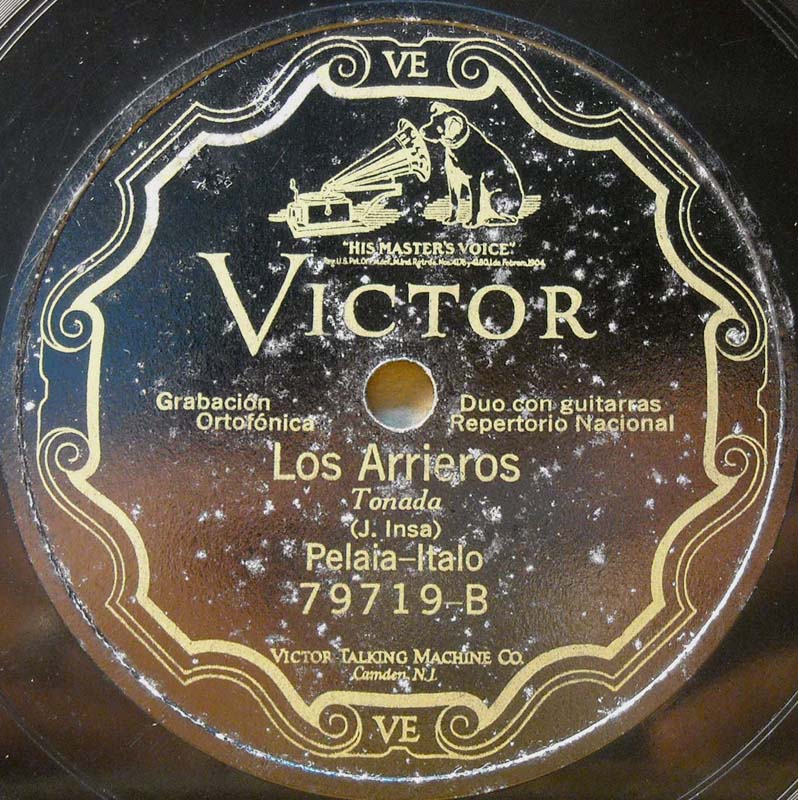 VE
"HIS MASTER'S VOICE"
VICTOR
Grabación
Ortofónica
Duo con guitarras
Repertorio Nacional
Los Arrieros
Tonada
(J. Insa)
Pelaia-Italo
79719-B
VICTOR TALKING MACHINE CO.
Camden, N.J.
VE